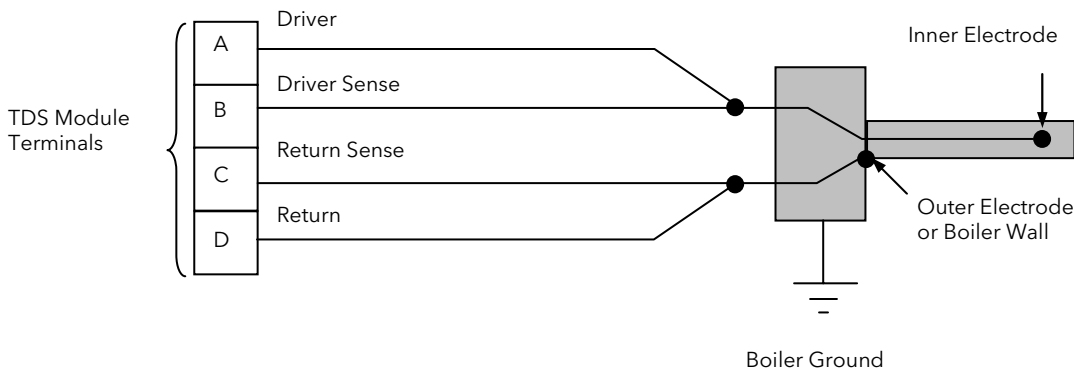 Driver
A
Driver Sense
B
TDS Module
Terminals
Return Sense
C
Return
D
Inner Electrode
Outer Electrode
or Boiler Wall
Boiler Ground